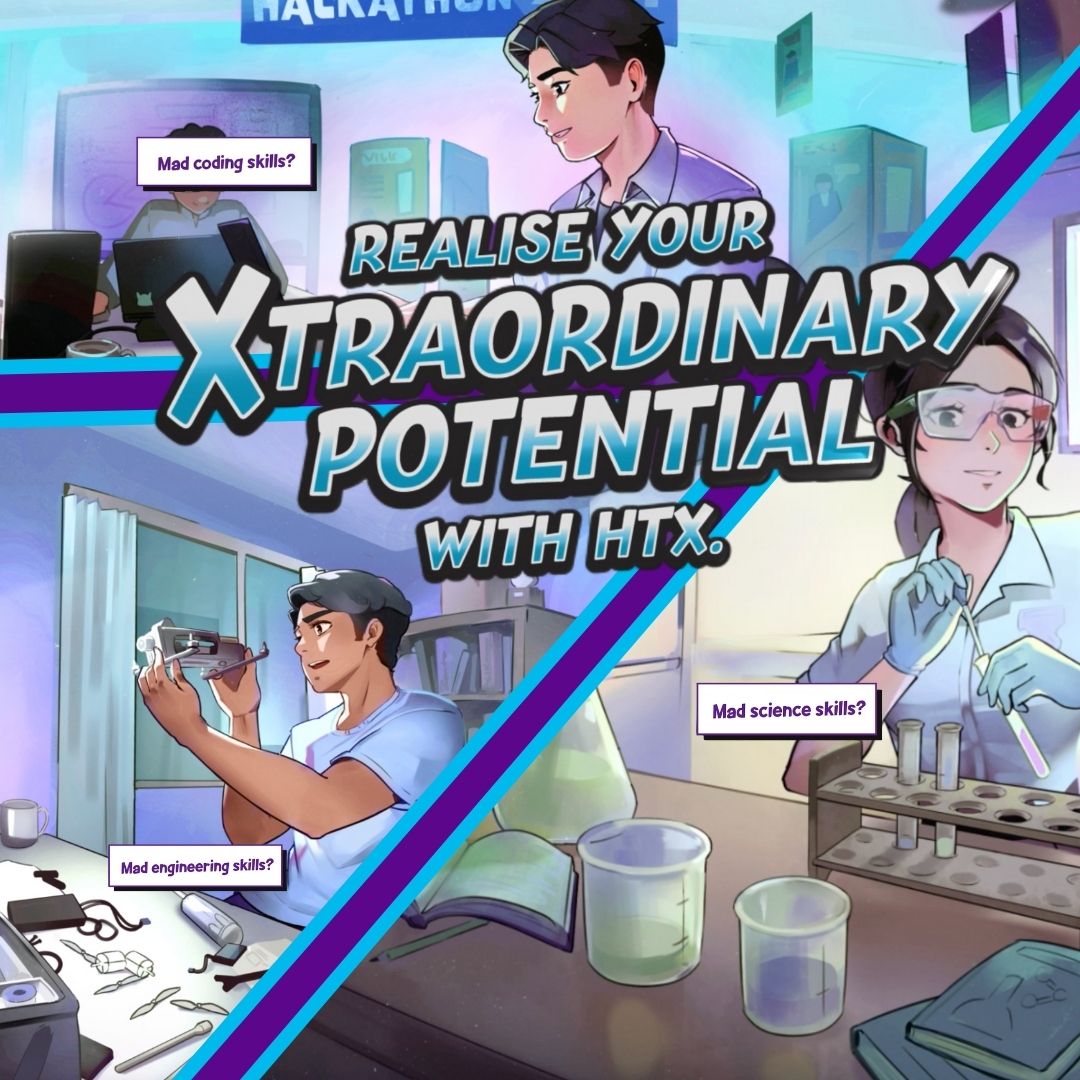 HACKATHON
Mad coding skills?
REALISE YOUR
XTRAORDINARY
POTENTIAL
WITH HTX.
Mad science skills?
Mad engineering skills?